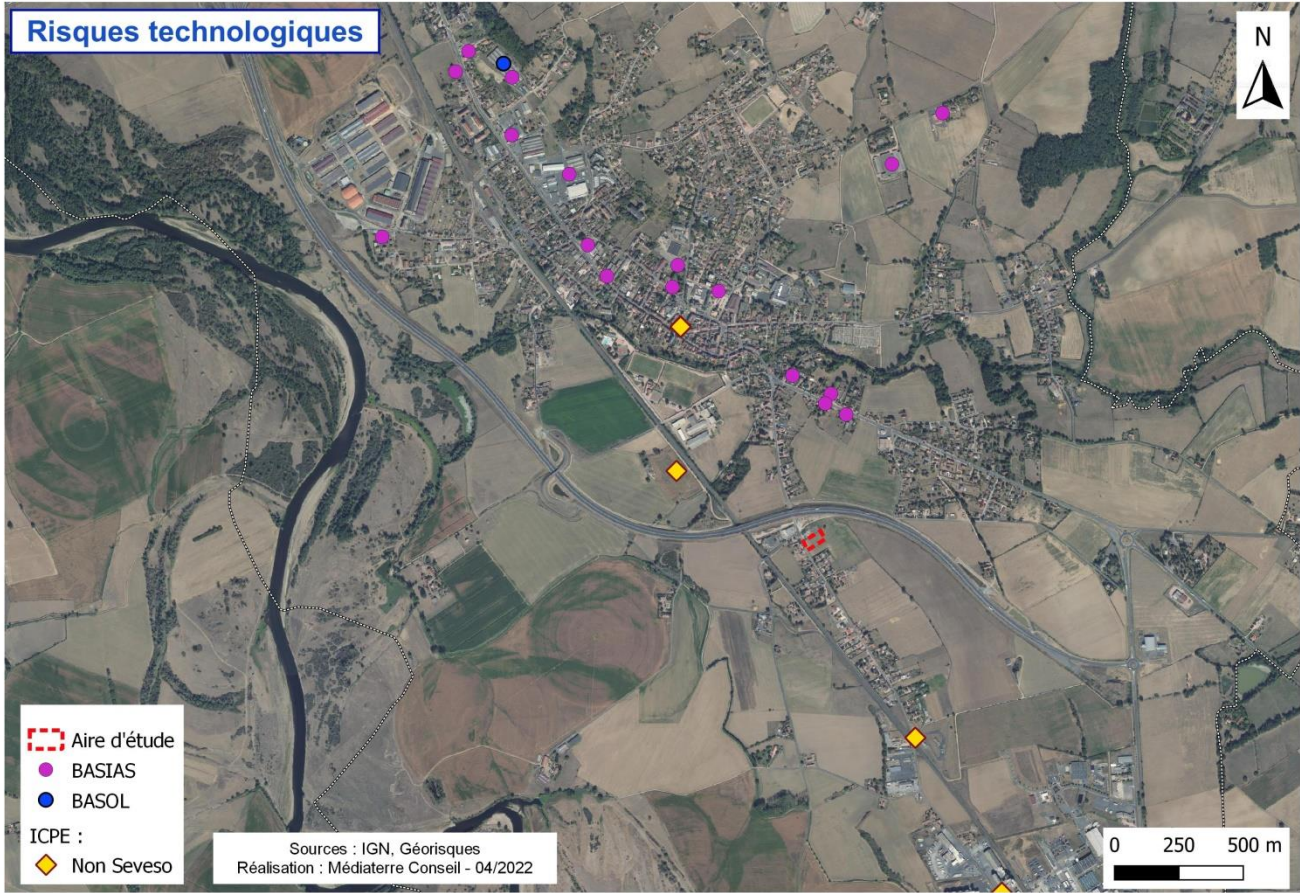 Risques technologiques
N
Aire d'étude
BASIAS
BASOL
ICPE :
Non Seveso
Sources : IGN, Géorisques
Réalisation : Médiaterre Conseil - 04/2022
0 250 500 m